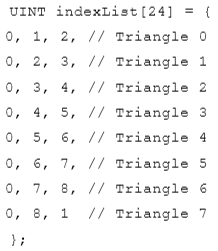 UINT indexList[24] = {
0, 1, 2, // Triangle 0
0, 2, 3, // Triangle 1
0, 3, 4, // Triangle 2
0, 4, 5, // Triangle 3
0, 5, 6, // Triangle 4
0, 6, 7, // Triangle 5
0, 7, 8, // Triangle 6
0, 8, 1 // Triangle 7
};